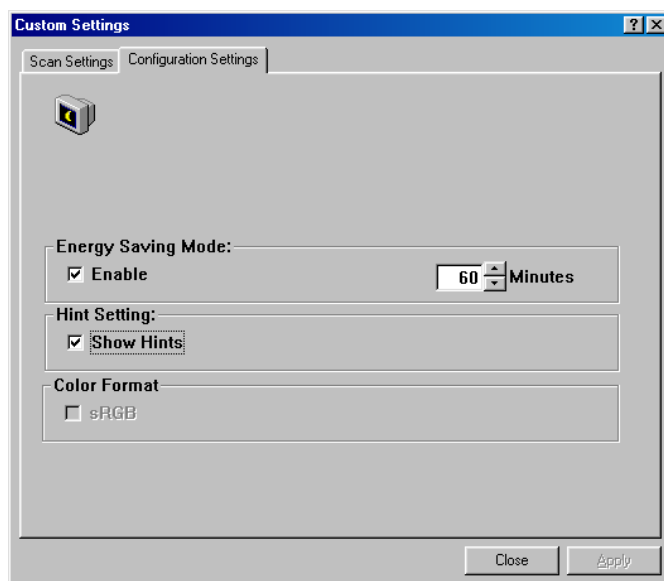 Custom Settings
Scan Settings
Configuration Settings
Energy Saving Mode:
Enable 60 Minutes
Hint Setting:
Show Hints
Color Format
sRGB
Close Apply